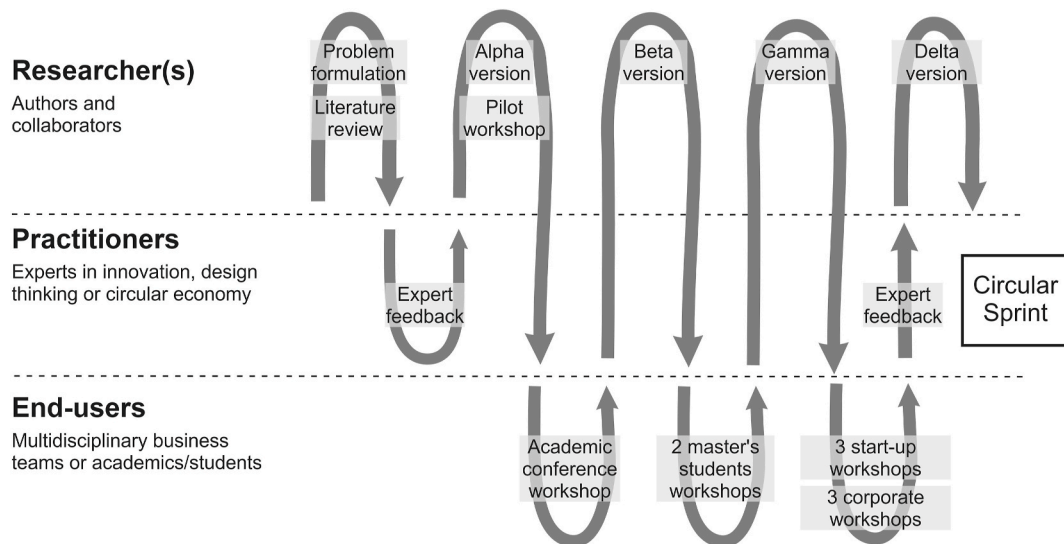 Researcher(s)
Authors and
collaborators
Problem
formulation
Literature
review
Alpha
version
Pilot
workshop
Beta
version
Gamma
version
Delta
version
Practitioners
Experts in innovation, design
thinking or circular economy
Expert
feedback
Expert
feedback
Circular
Sprint
End-users
Multidisciplinary business
teams or academics/students
Academic
conference
workshop
2 master's
students
workshops
3 start-up
workshops
3 corporate
workshops